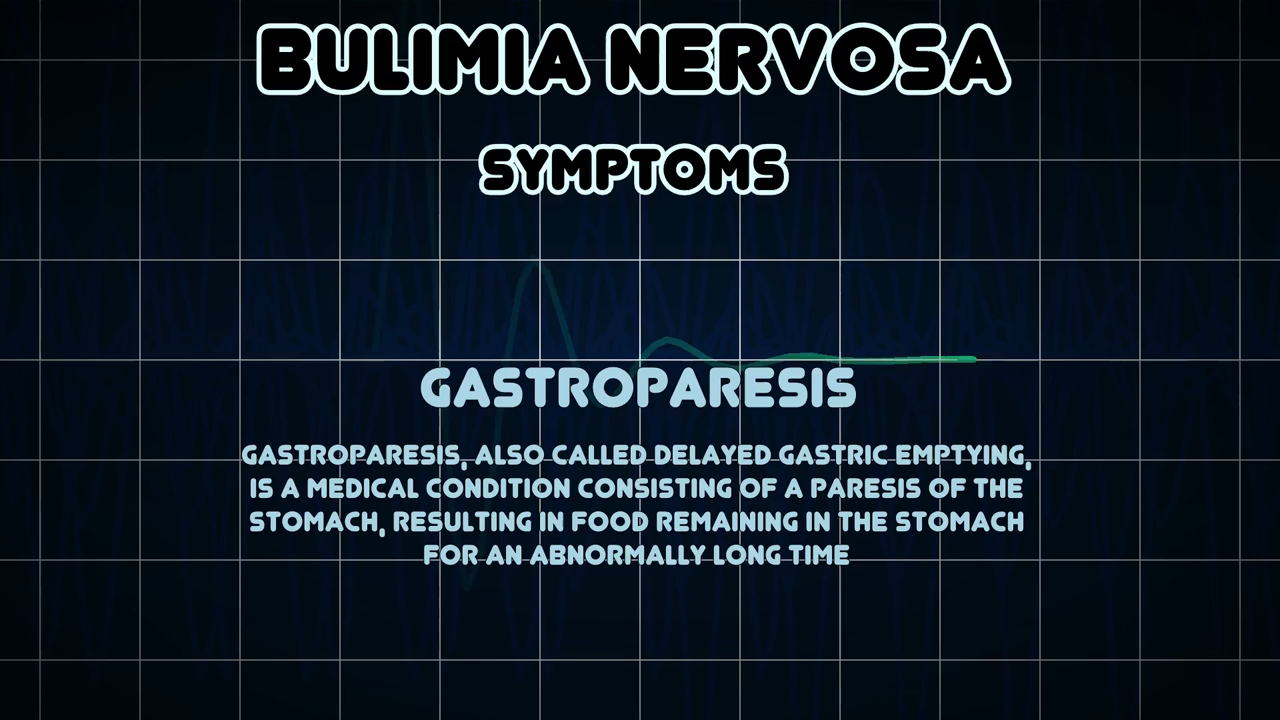 BULIMIA NERVOSA
SYMPTOMS
GASTROPARESIS
GASTROPARESIS, ALSO CALLED DELAYED GASTRIC EMPTYING,
IS A MEDICAL CONDITION CONSISTING OF A PARESIS OF THE
STOMACH, RESULTING IN FOOD REMAINING IN THE STOMACH
FOR AN ABNORMALLY LONG TIME